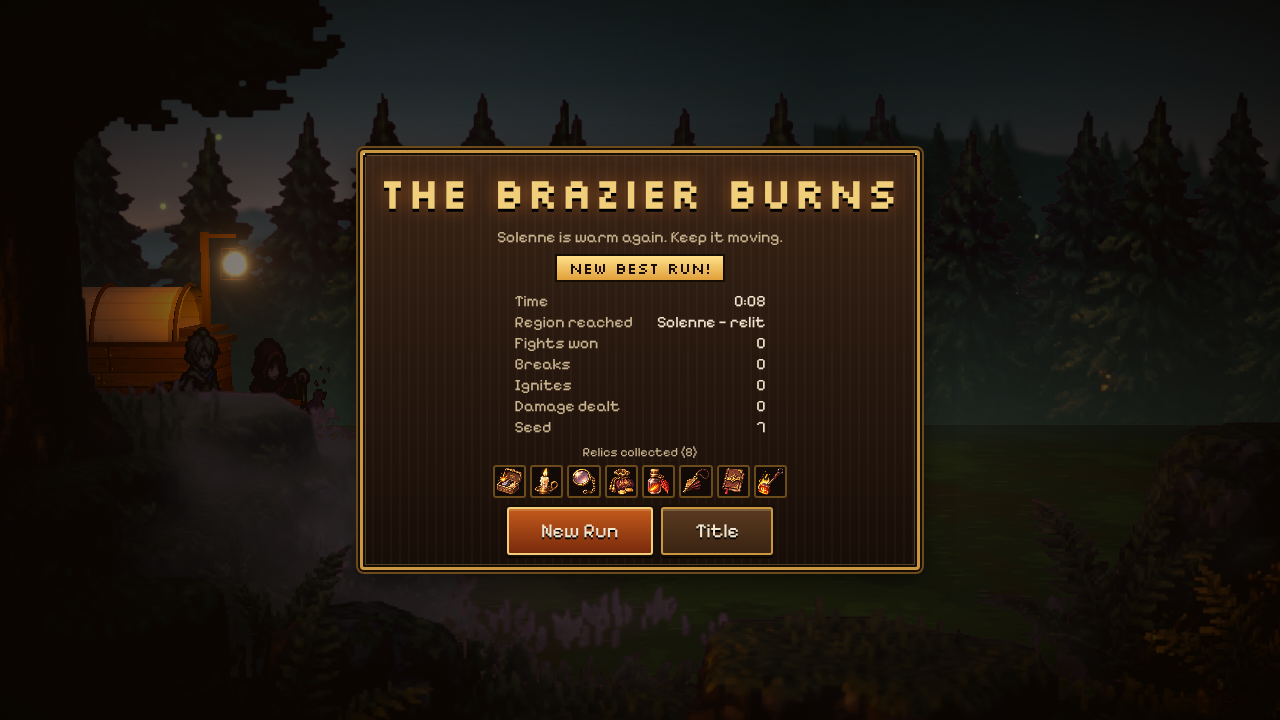 THE BRAZIER BURNS
Solenne is warm again. Keep it moving.
NEW BEST RUN!
Time 0:08
Region reached Solenne – relit
Fights won 0
Breaks 0
Ignites 0
Damage dealt 0
Seed 7
Relics collected (8)
New Run Title